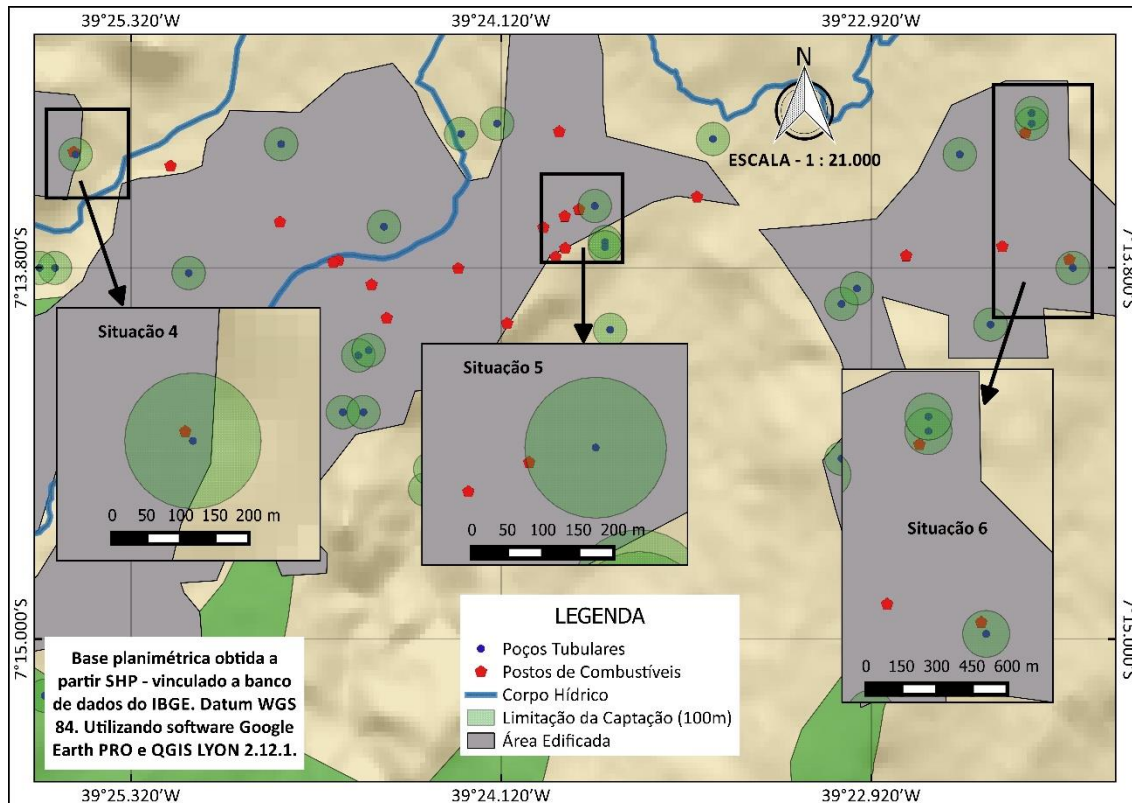 39°25.320'W
39°24.120'W
39°22.920'W
N
ESCALA - 1 : 21.000
7°13.800'S
7°13.800'S
Situação 4
0 50 100 150 200 m
Situação 5
0 50 100 150 200 m
Situação 6
0 150 300 450 600 m
7°15.000'S
7°15.000'S
LEGENDA
Poços Tubulares
Postos de Combustíveis
Corpo Hídrico
Limitação da Captação (100m)
Área Edificada
Base planimétrica obtida a
partir SHP - vinculado a banco
de dados do IBGE. Datum WGS
84. Utilizando software Google
Earth PRO e QGIS LYON 2.12.1.
39°25.320'W
39°24.120'W
39°22.920'W